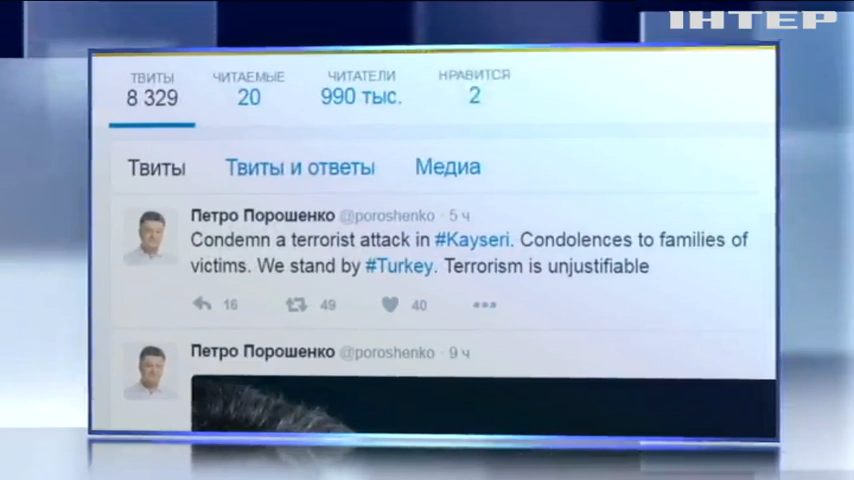 ІНТЕР
ТВИТЫ ЧИТАЕМЫЕ ЧИТАТЕЛИ НРАВИТСЯ
8 329 20 990 тыс. 2
Твиты Твиты и ответы Медиа
Петро Порошенко @poroshenko · 5 ч
Condemn a terrorist attack in #Kayseri. Condolences to families of
victims. We stand by #Turkey. Terrorism is unjustifiable
16 49 40 •••
Петро Порошенко @poroshenko · 9 ч